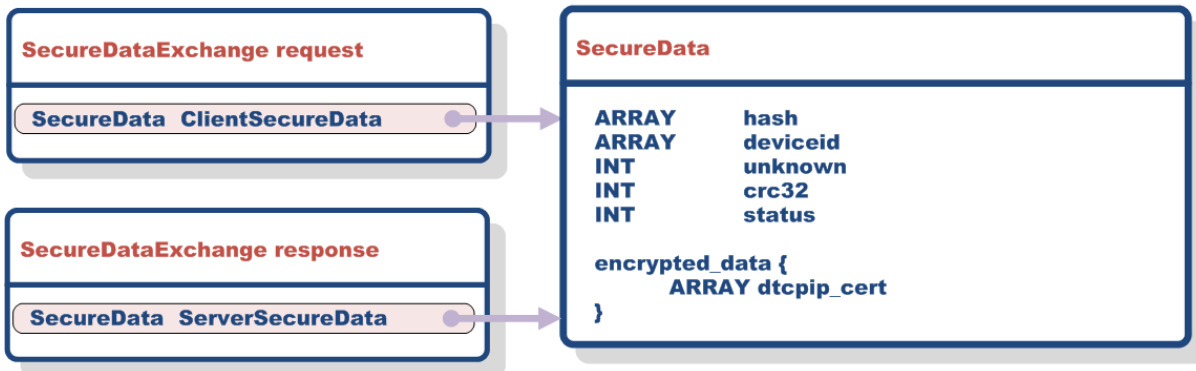 SecureDataExchange request
SecureData ClientSecureData
SecureDataExchange response
SecureData ServerSecureData
SecureData
ARRAY hash
ARRAY deviceid
INT unknown
INT crc32
INT status
encrypted_data {
ARRAY dtcpip_cert
}